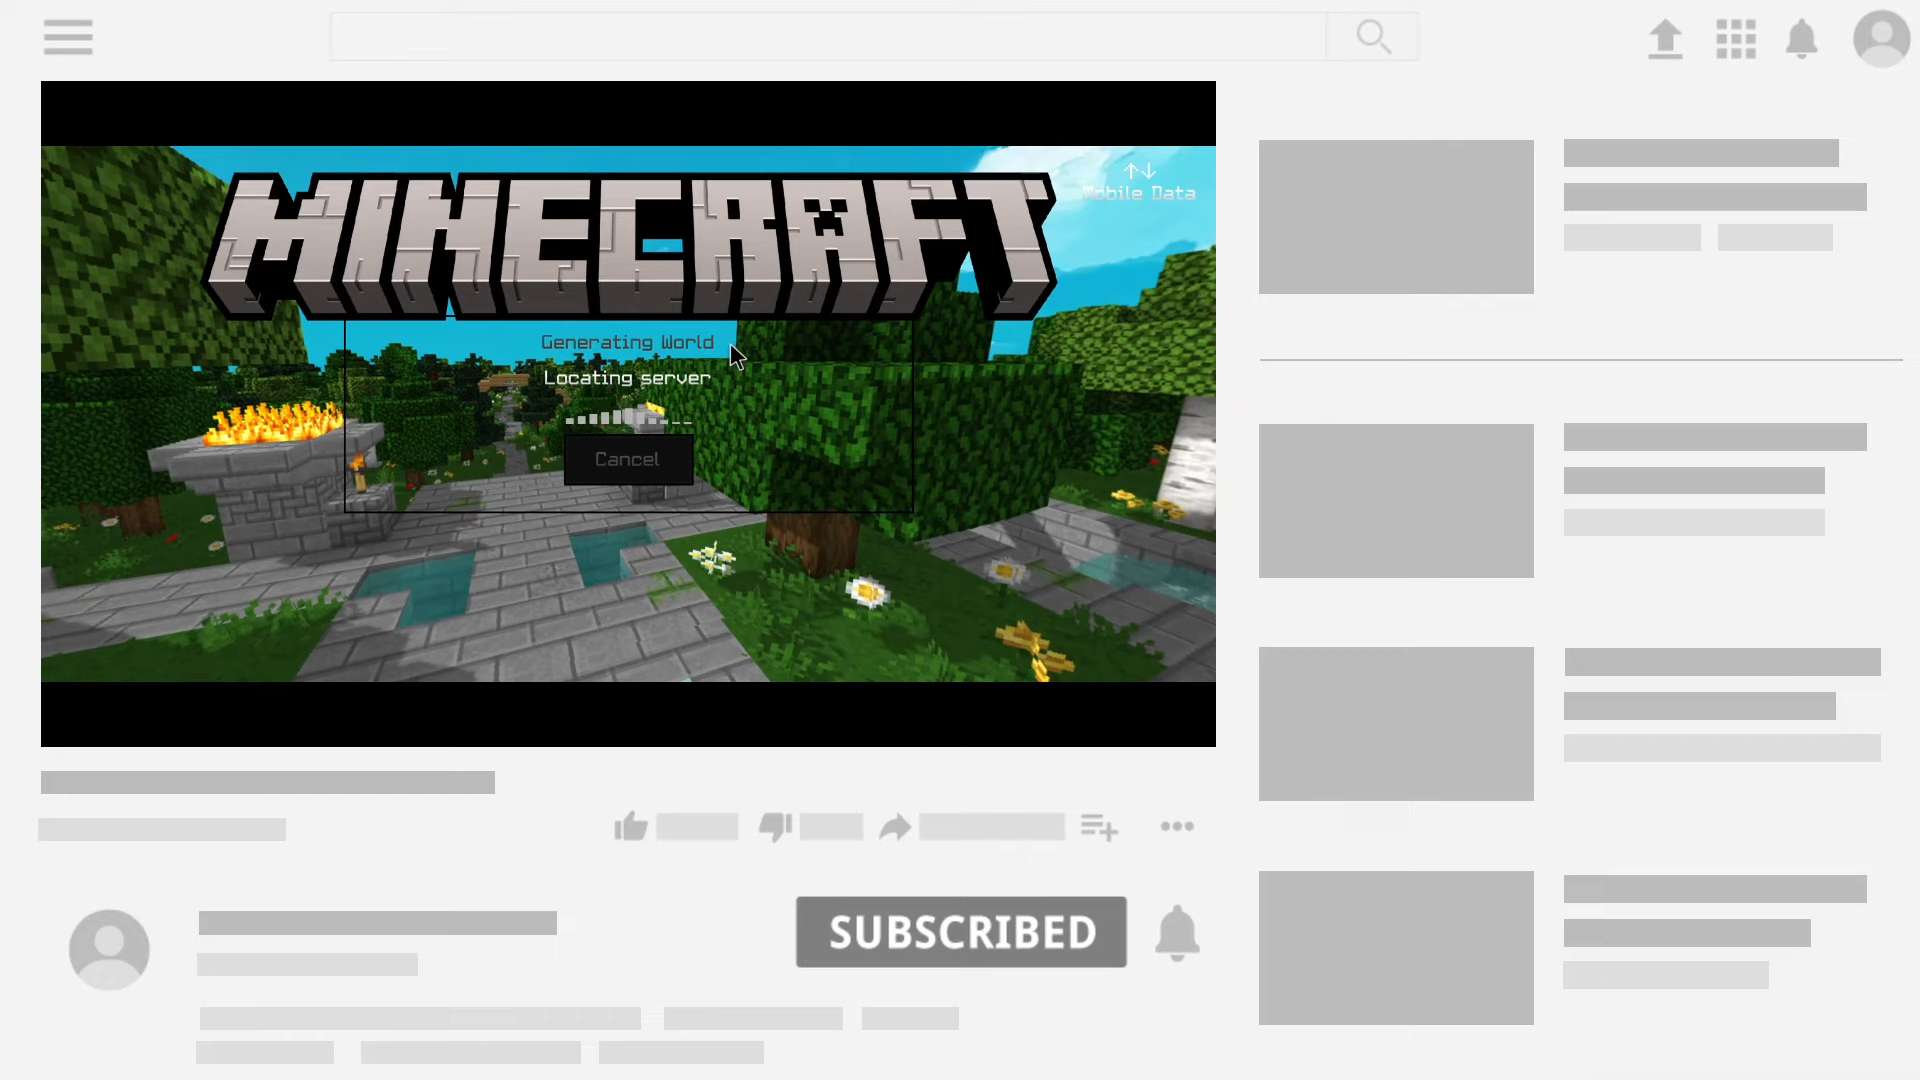 MINECRAFT
↑↓
Mobile Data
Generating World
Locating server
Cancel
SUBSCRIBED